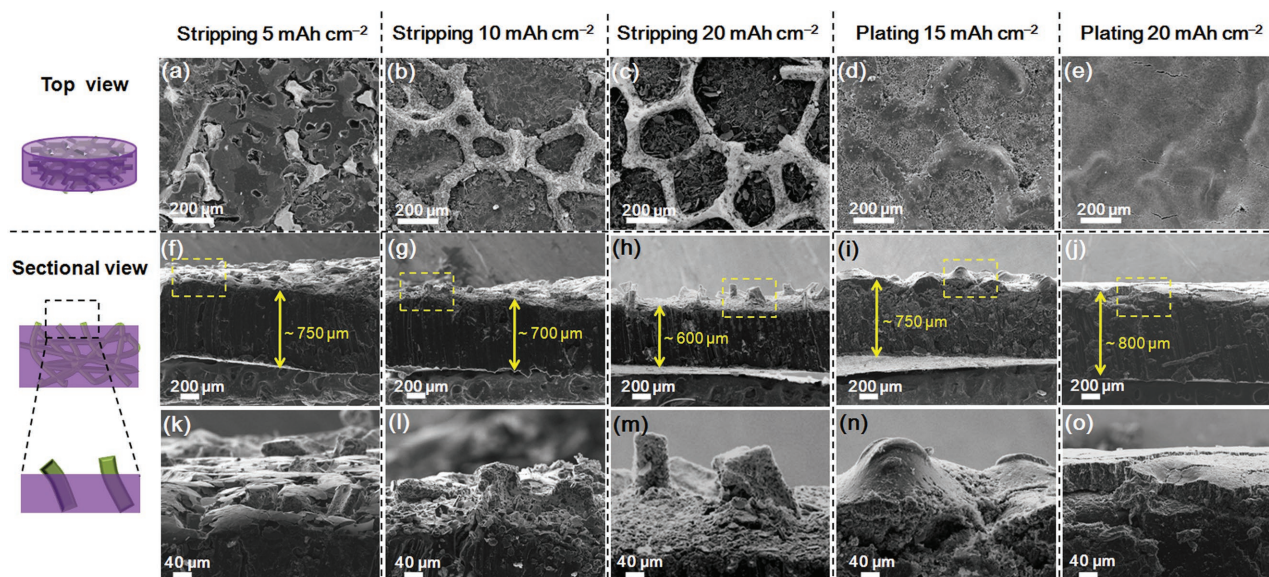 Stripping 5 mAh cm⁻²
Stripping 10 mAh cm⁻²
Stripping 20 mAh cm⁻²
Plating 15 mAh cm⁻²
Plating 20 mAh cm⁻²
Top view
(a)
(b)
(c)
(d)
(e)
200 μm
200 μm
200 μm
200 μm
200 μm
Sectional view
(f)
(g)
(h)
(i)
(j)
~ 750 μm
~ 700 μm
~ 600 μm
~ 750 μm
~ 800 μm
200 μm
200 μm
200 μm
200 μm
200 μm
(k)
(l)
(m)
(n)
(o)
40 μm
40 μm
40 μm
40 μm
40 μm